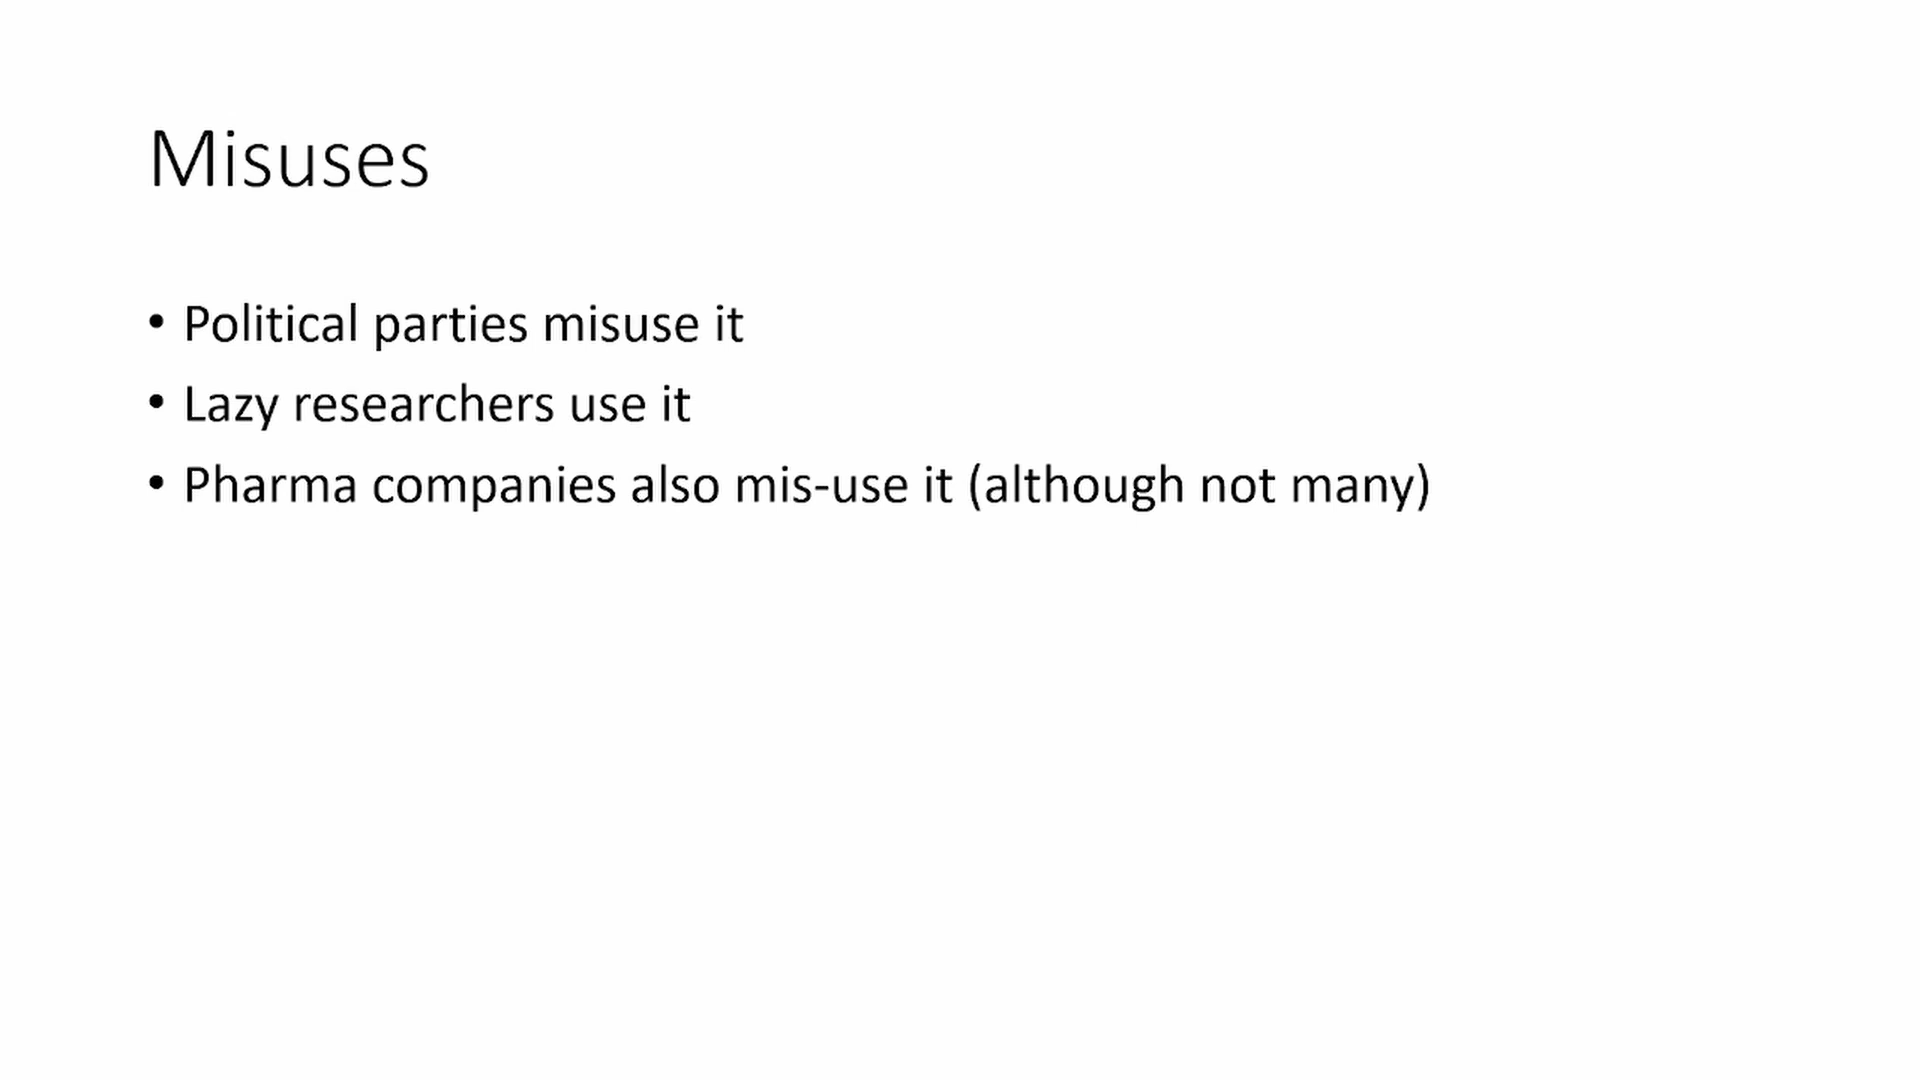 Misuses
• Political parties misuse it
• Lazy researchers use it
• Pharma companies also mis-use it (although not many)